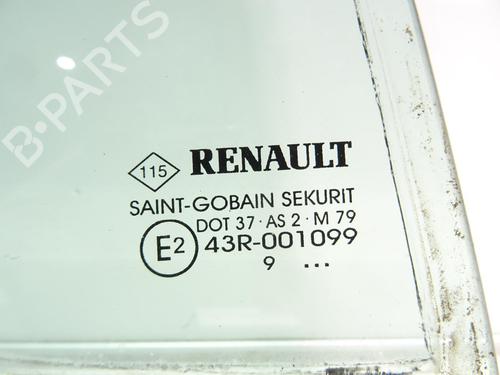 B-PARTS
115 RENAULT
SAINT-GOBAIN SEKURIT
DOT 37 · AS 2 · M 79
E2 43R-001099
9 ...